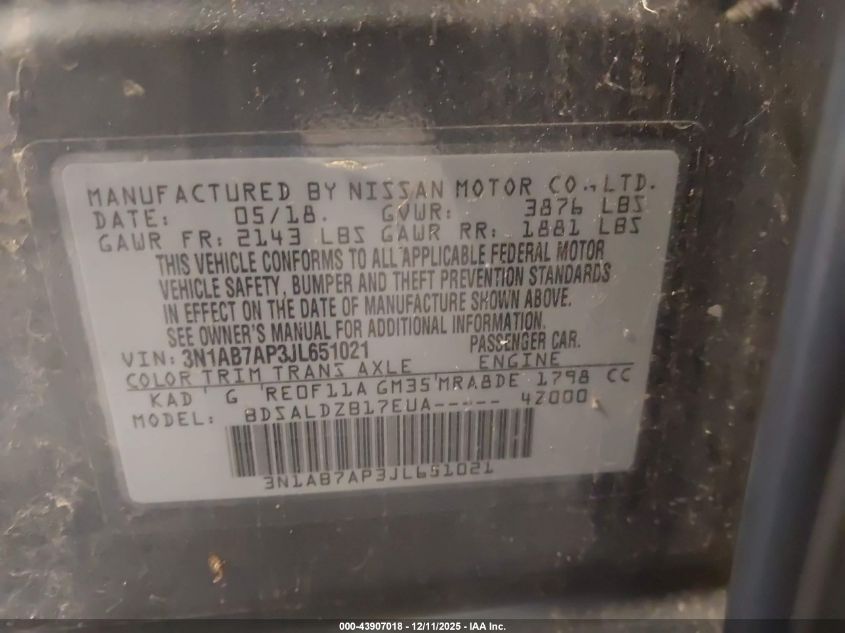 MANUFACTURED BY NISSAN MOTOR CO., LTD.
DATE: 05/18. GVWR: 3876 LBS
GAWR FR: 2143 LBS GAWR RR: 1881 LBS
THIS VEHICLE CONFORMS TO ALL APPLICABLE FEDERAL MOTOR
VEHICLE SAFETY, BUMPER AND THEFT PREVENTION STANDARDS
IN EFFECT ON THE DATE OF MANUFACTURE SHOWN ABOVE.
SEE OWNER'S MANUAL FOR ADDITIONAL INFORMATION.
VIN: 3N1AB7AP3JL651021 PASSENGER CAR.
COLOR TRIM TRANS AXLE ENGINE
KAD G RE0F11A GM35 MRA8DE 1798 CC
MODEL: BDSALDZB17EUA----- 4Z000
3N1AB7AP3JL651021
000-43907018 - 12/11/2025 - IAA Inc.